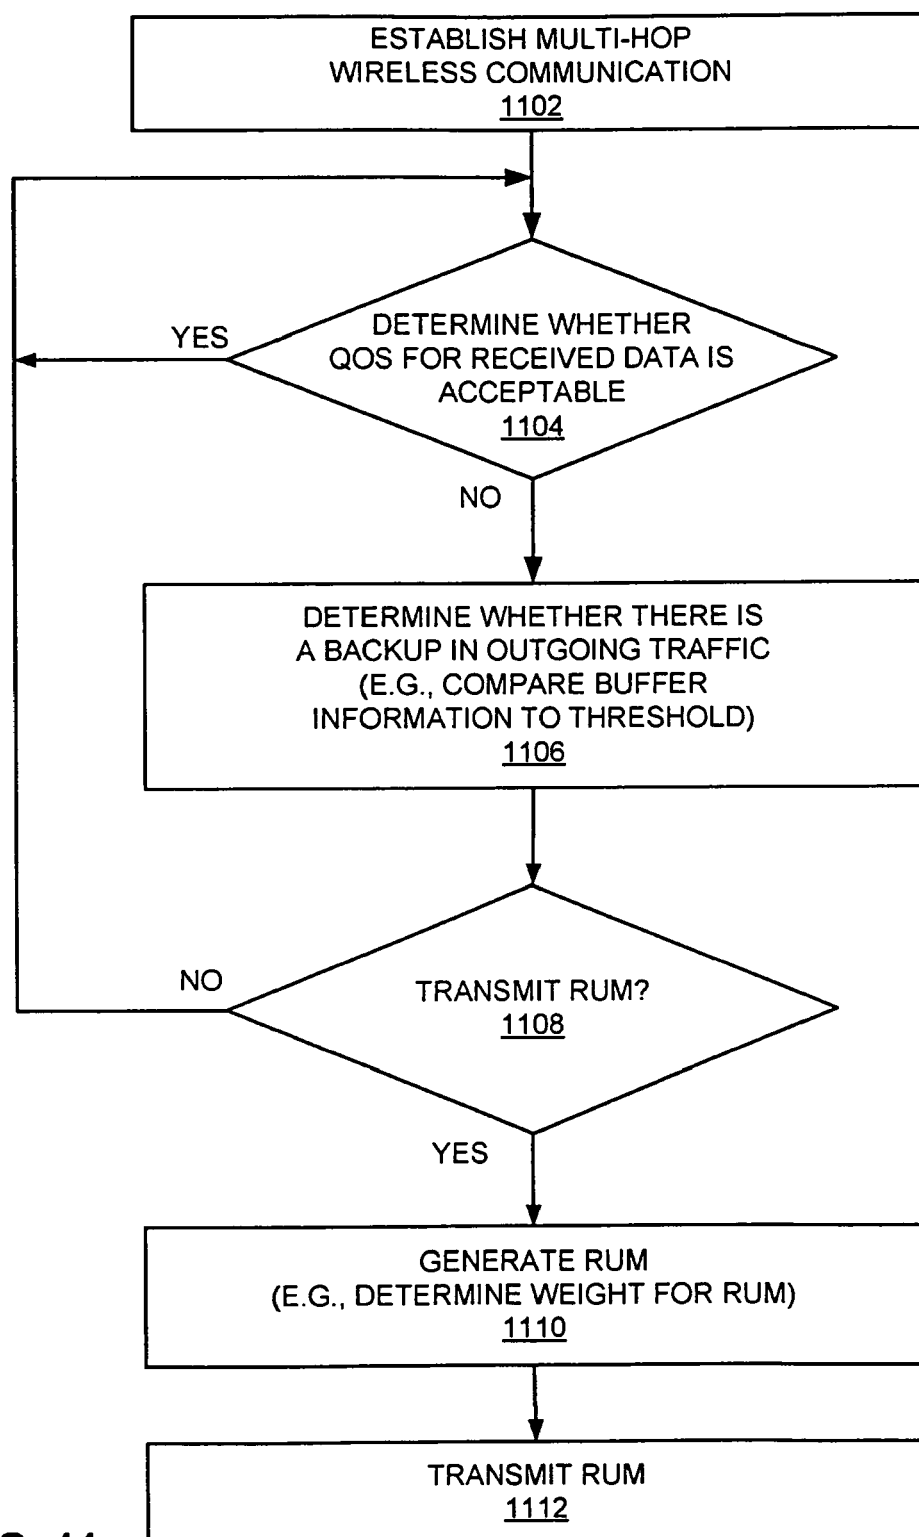 ESTABLISH MULTI-HOP
WIRELESS COMMUNICATION
1102
YES
DETERMINE WHETHER
QOS FOR RECEIVED DATA IS
ACCEPTABLE
1104
NO
DETERMINE WHETHER THERE IS
A BACKUP IN OUTGOING TRAFFIC
(E.G., COMPARE BUFFER
INFORMATION TO THRESHOLD)
1106
NO
TRANSMIT RUM?
1108
YES
GENERATE RUM
(E.G., DETERMINE WEIGHT FOR RUM)
1110
TRANSMIT RUM
1112